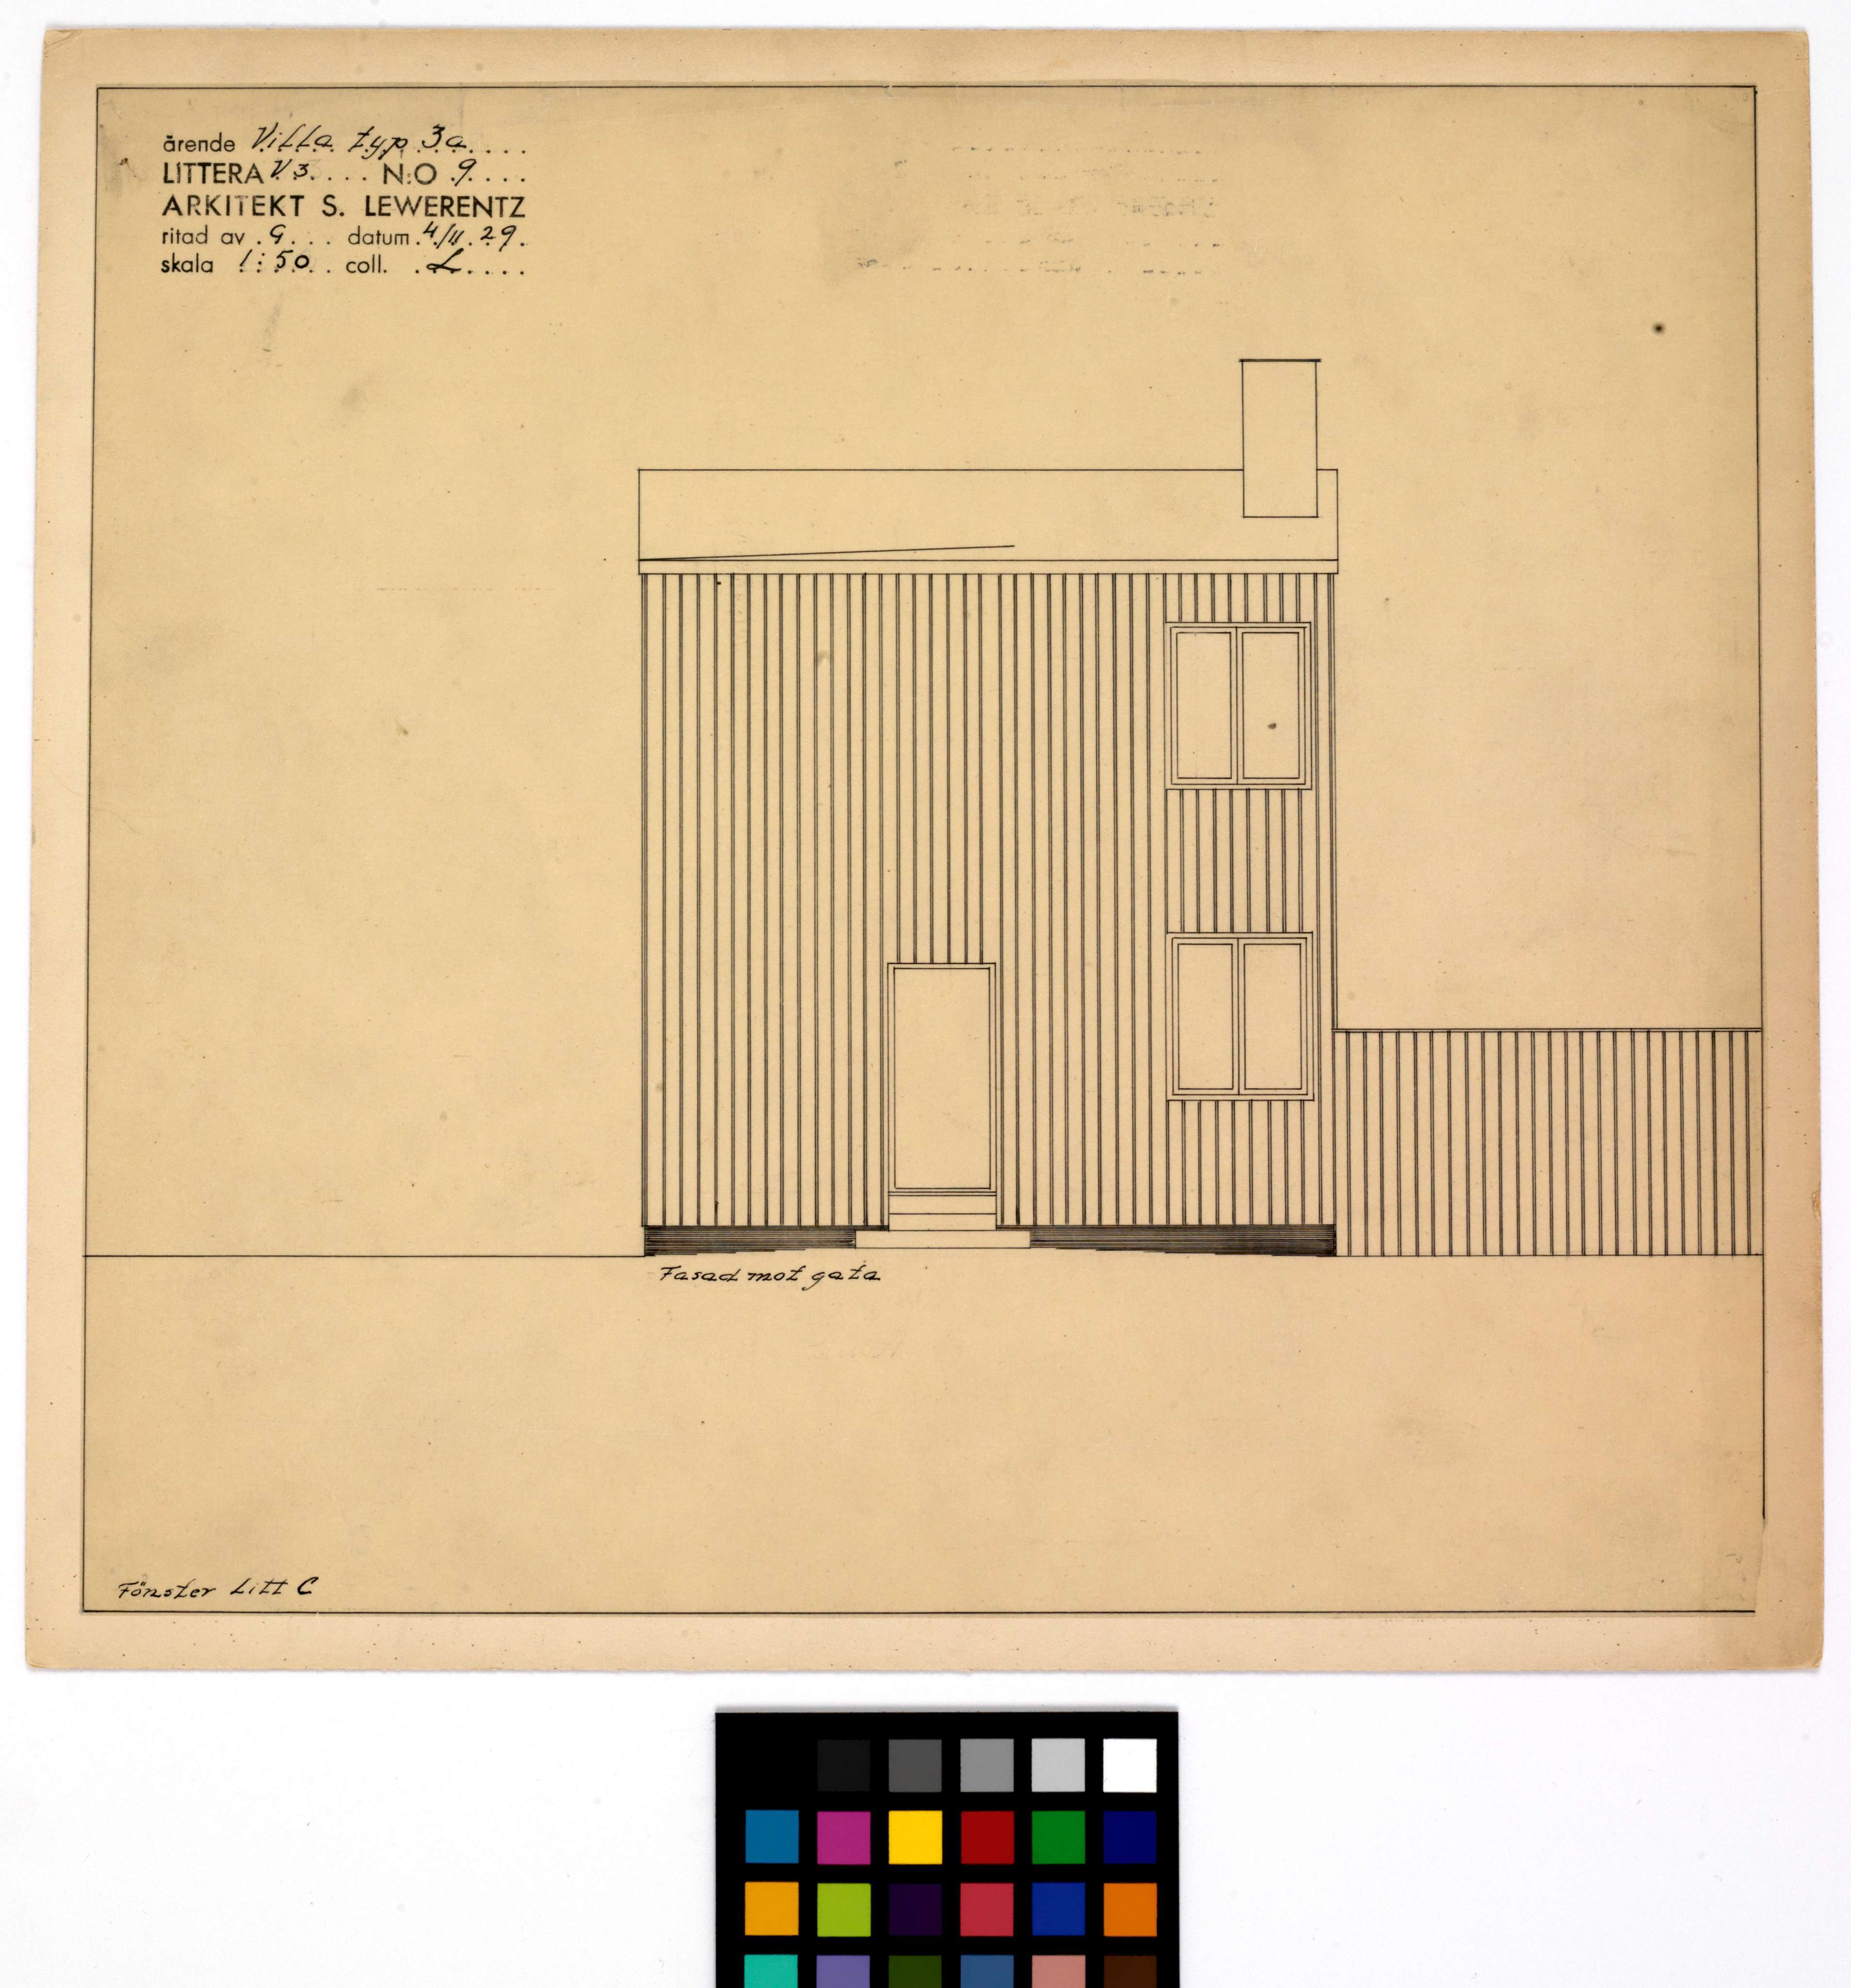 ärende Villa typ 3a....
LITTERA V3.... N:O 9....
ARKITEKT S. LEWERENTZ
ritad av .G... datum.4/11.29.
skala 1:50.. coll. .L....
Fasad mot gata
Fönster Litt C